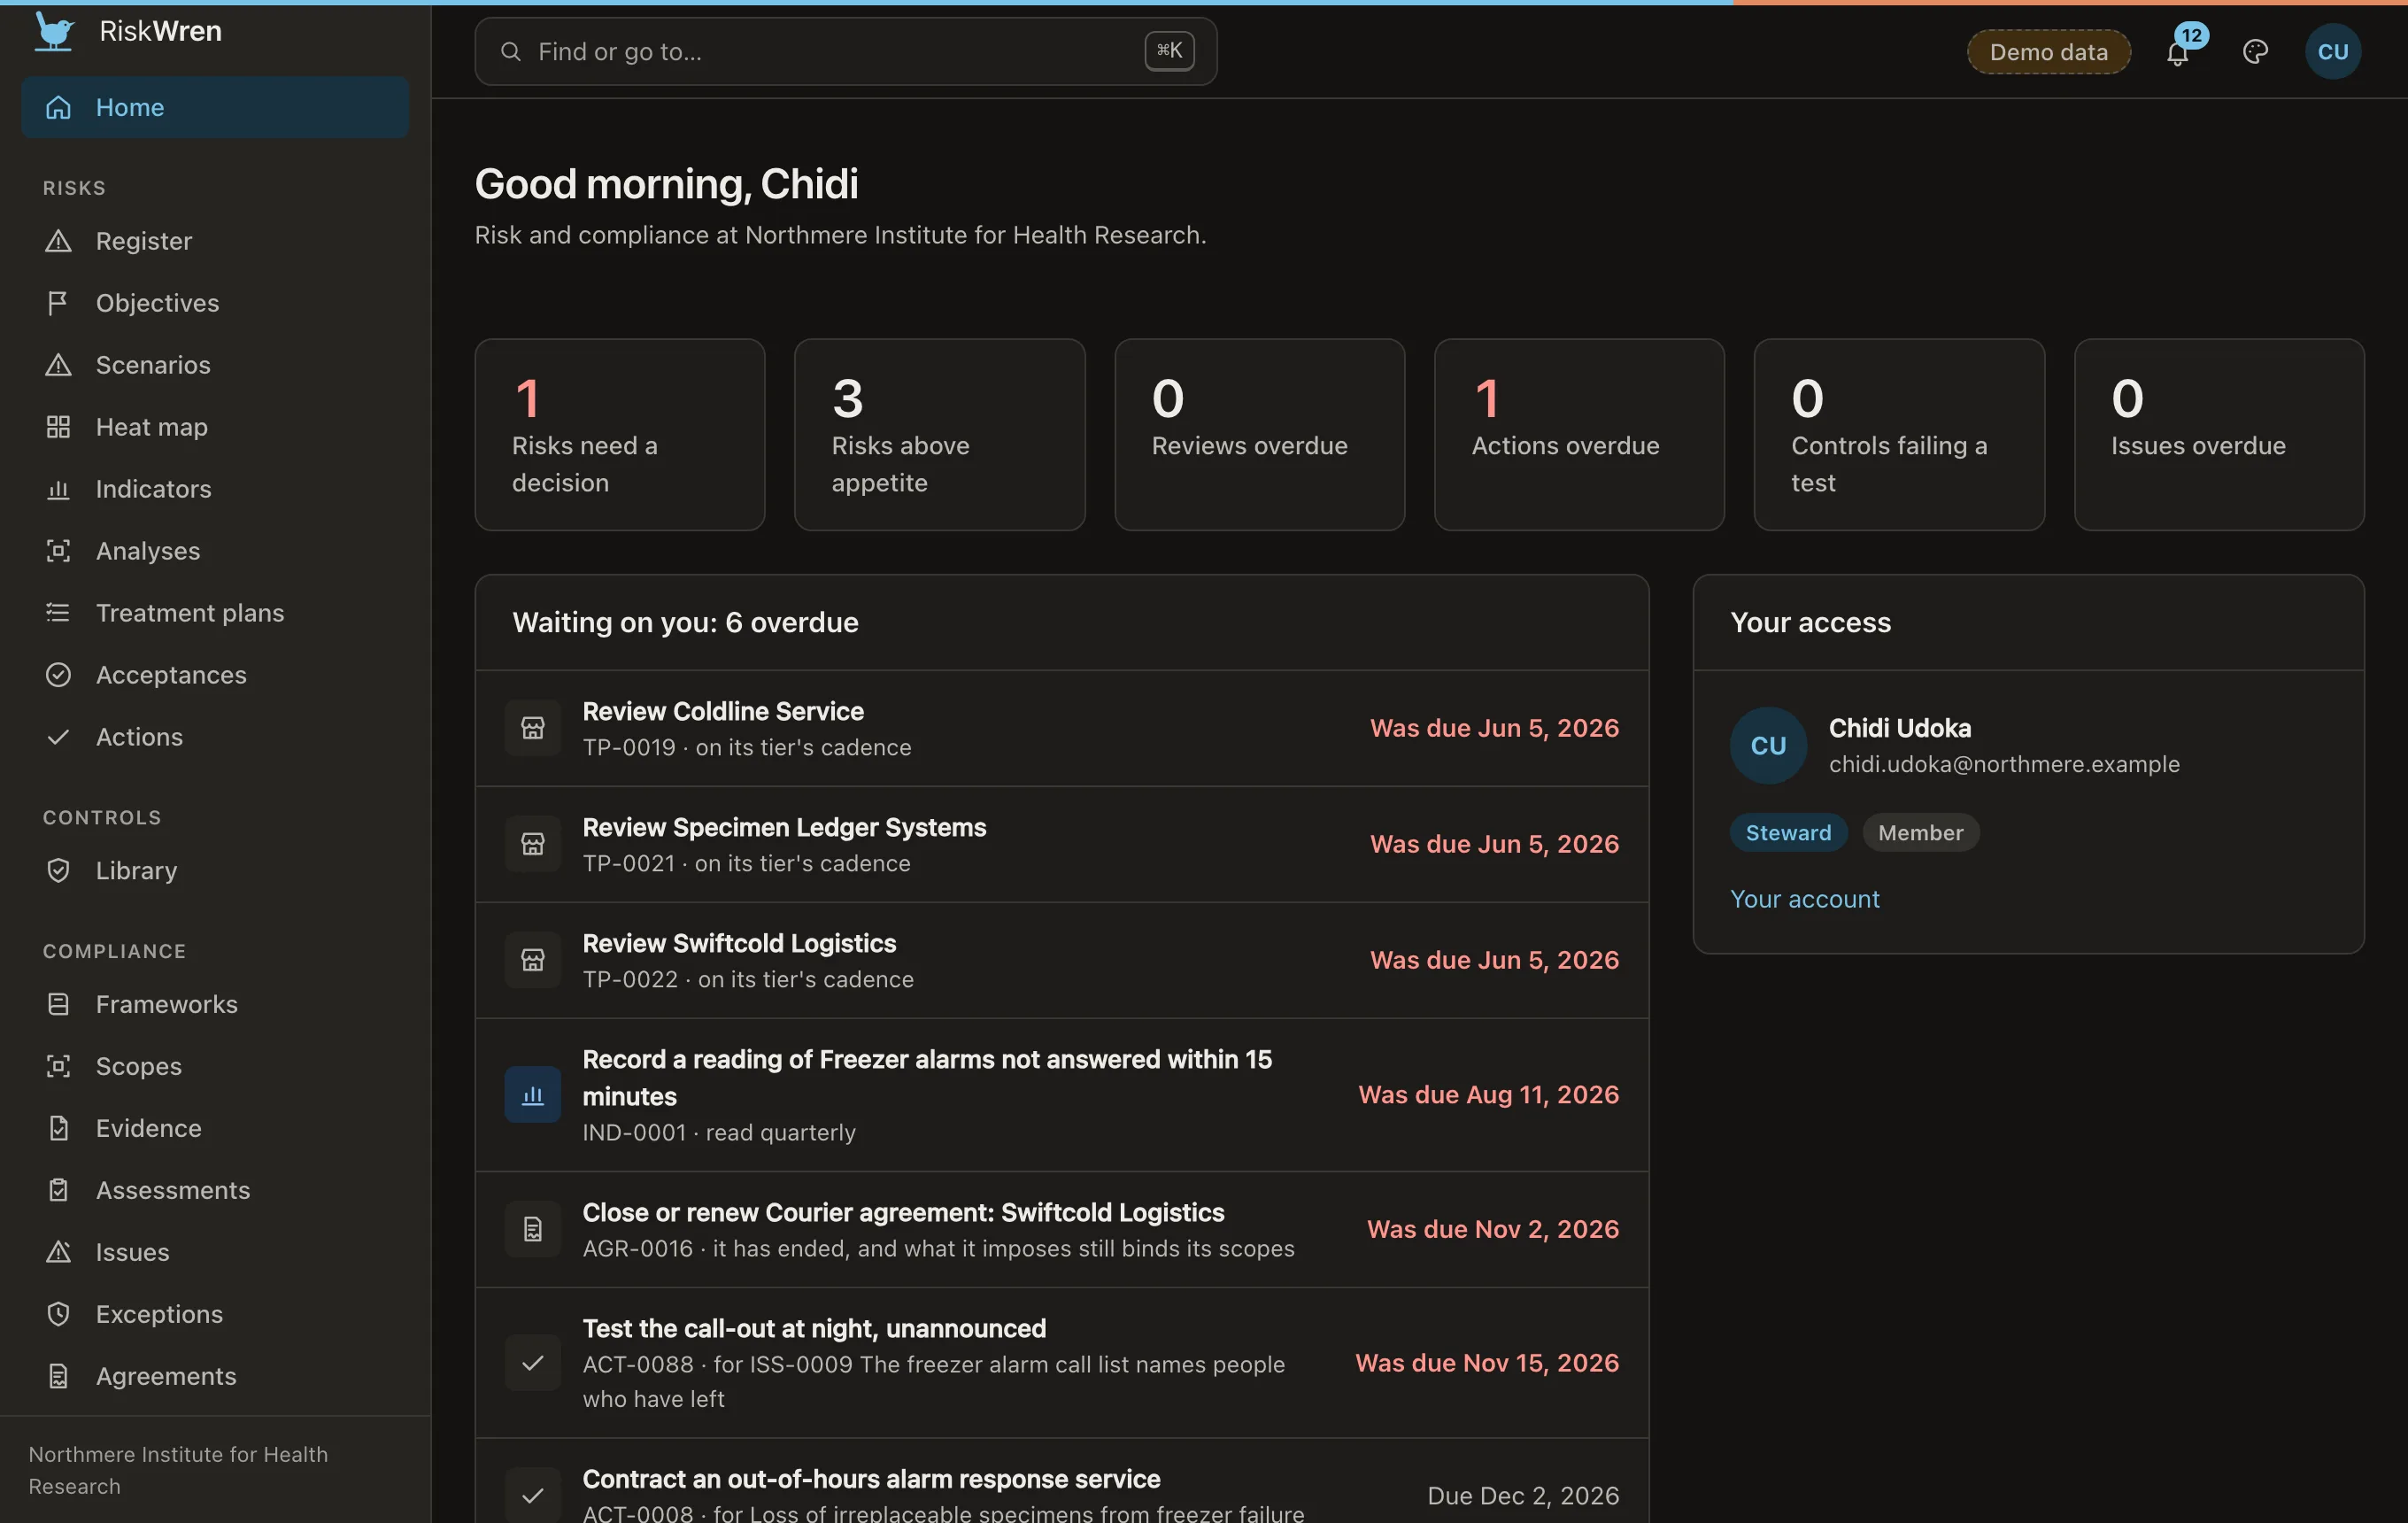 RiskWren
Find or go to...
⌘K
Demo data
12
CU
Home
RISKS
Register
Objectives
Scenarios
Heat map
Indicators
Analyses
Treatment plans
Acceptances
Actions
CONTROLS
Library
COMPLIANCE
Frameworks
Scopes
Evidence
Assessments
Issues
Exceptions
Agreements
Northmere Institute for Health
Research
Good morning, Chidi
Risk and compliance at Northmere Institute for Health Research.
1
Risks need a
decision
3
Risks above
appetite
0
Reviews overdue
1
Actions overdue
0
Controls failing a
test
0
Issues overdue
Waiting on you: 6 overdue
Review Coldline Service
TP-0019 · on its tier's cadence
Was due Jun 5, 2026
Review Specimen Ledger Systems
TP-0021 · on its tier's cadence
Was due Jun 5, 2026
Review Swiftcold Logistics
TP-0022 · on its tier's cadence
Was due Jun 5, 2026
Record a reading of Freezer alarms not answered within 15
minutes
IND-0001 · read quarterly
Was due Aug 11, 2026
Close or renew Courier agreement: Swiftcold Logistics
AGR-0016 · it has ended, and what it imposes still binds its scopes
Was due Nov 2, 2026
Test the call-out at night, unannounced
ACT-0088 · for ISS-0009 The freezer alarm call list names people
who have left
Was due Nov 15, 2026
Contract an out-of-hours alarm response service
ACT-0008 · for Loss of irreplaceable specimens from freezer failure
Due Dec 2, 2026
Your access
CU
Chidi Udoka
chidi.udoka@northmere.example
Steward
Member
Your account